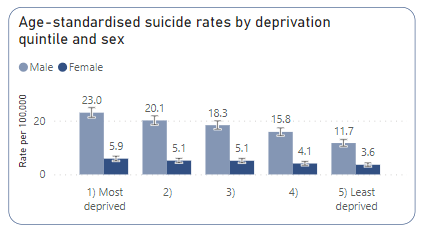 Age-standardised suicide rates by deprivation
quintile and sex
Male Female
Rate per 100,000
20
0
23.0
5.9
20.1
5.1
18.3
5.1
15.8
4.1
11.7
3.6
1) Most
deprived
2)
3)
4)
5) Least
deprived